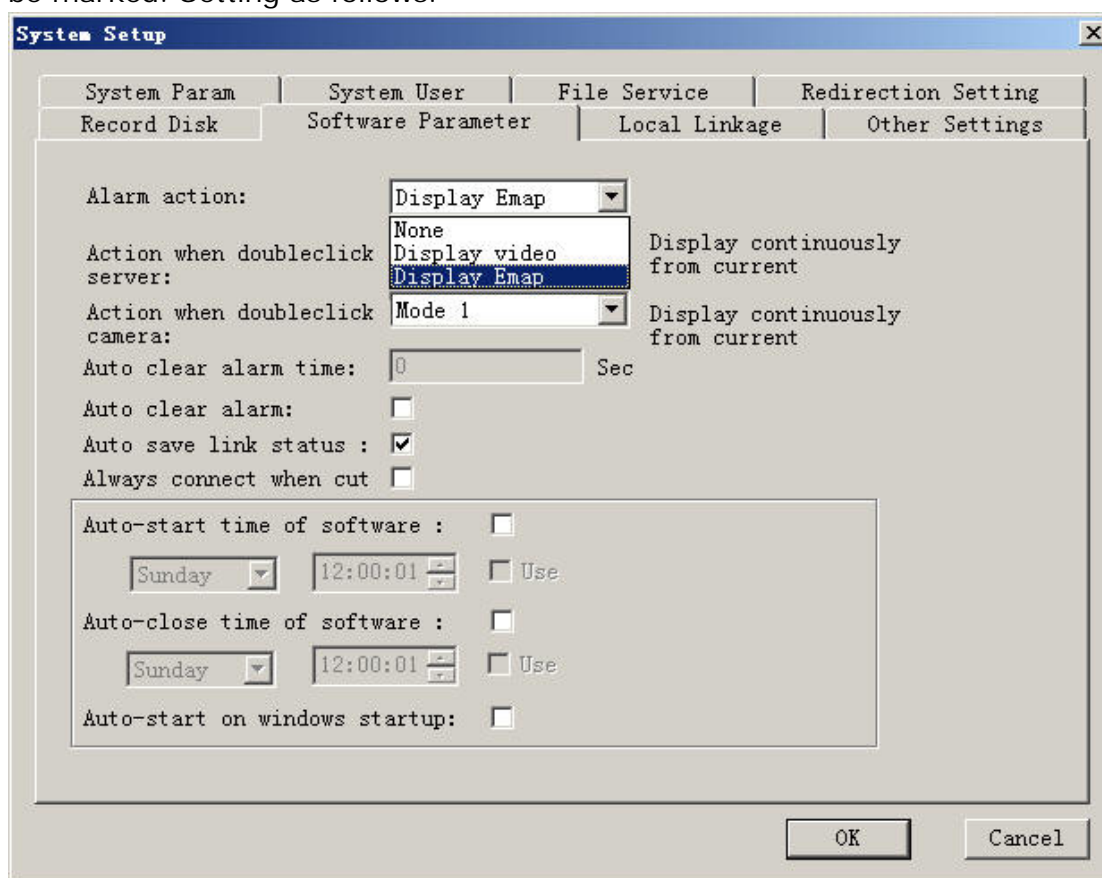 be marked. Setting as follows:
System Setup
System Param System User File Service Redirection Setting
Record Disk Software Parameter Local Linkage Other Settings
Alarm action: Display Emap
None
Display video
Display Emap
Action when doubleclick
server:
Display continuously
from current
Action when doubleclick
camera:
Mode 1
Display continuously
from current
Auto clear alarm time: 0 Sec
Auto clear alarm:
Auto save link status :
Always connect when cut
Auto-start time of software :
Sunday 12:00:01 Use
Auto-close time of software :
Sunday 12:00:01 Use
Auto-start on windows startup:
OK Cancel